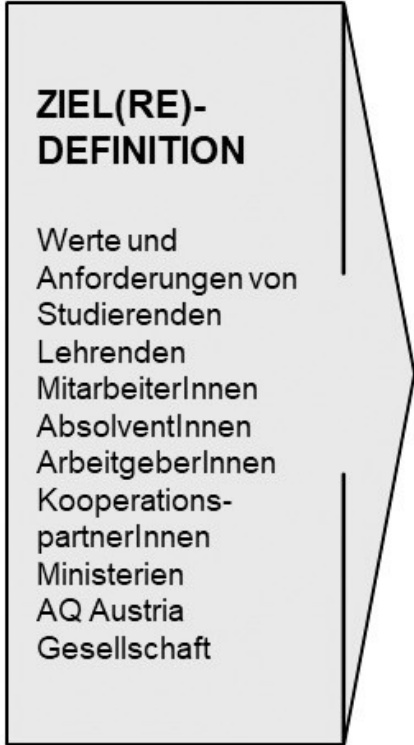 ZIEL(RE)-
DEFINITION
Werte und
Anforderungen von
Studierenden
Lehrenden
MitarbeiterInnen
AbsolventInnen
ArbeitgeberInnen
Kooperations-
partnerInnen
Ministerien
AQ Austria
Gesellschaft